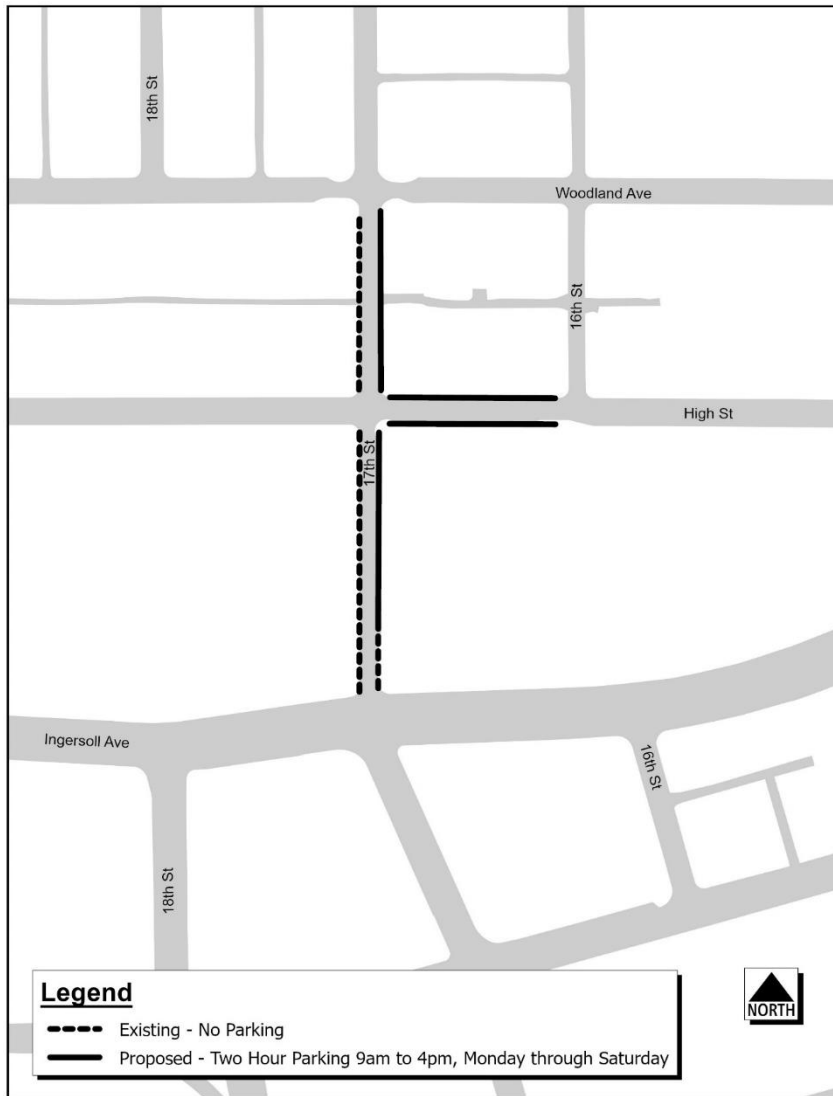 18th St
Woodland Ave
16th St
High St
17th St
Ingersoll Ave
16th St
18th St
Legend
Existing - No Parking
Proposed - Two Hour Parking 9am to 4pm, Monday through Saturday
NORTH